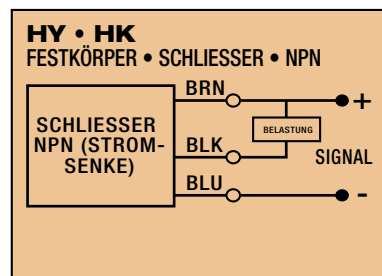 HY • HK
FESTKÖRPER • SCHLIESSER • NPN
BRN
+
SCHLIESSER
NPN (STROM-
SENKE)
BELASTUNG
BLK
SIGNAL
BLU
-